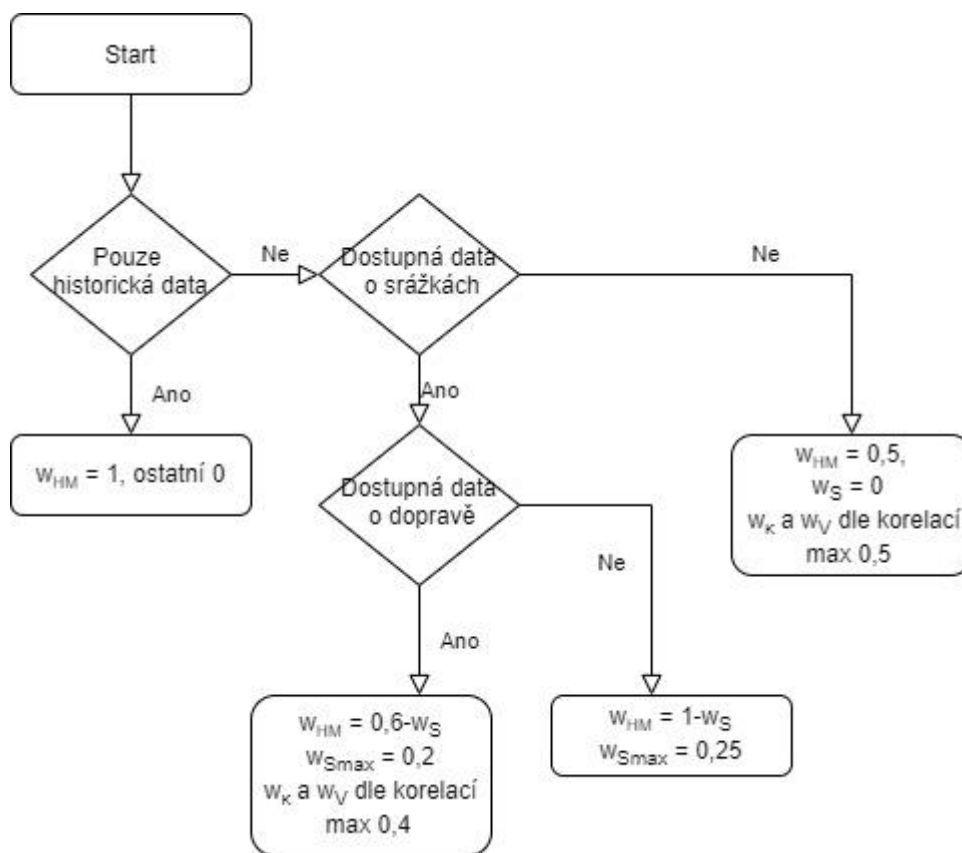 Start
Pouze
historická data
Ne
Dostupná data
o srážkách
Ne
Ano
Ano
w_HM = 1, ostatní 0
Dostupná data
o dopravě
w_HM = 0,5,
w_S = 0
w_K a w_V dle korelací
max 0,5
Ne
Ano
w_HM = 0,6-w_S
w_Smax = 0,2
w_K a w_V dle korelací
max 0,4
w_HM = 1-w_S
w_Smax = 0,25